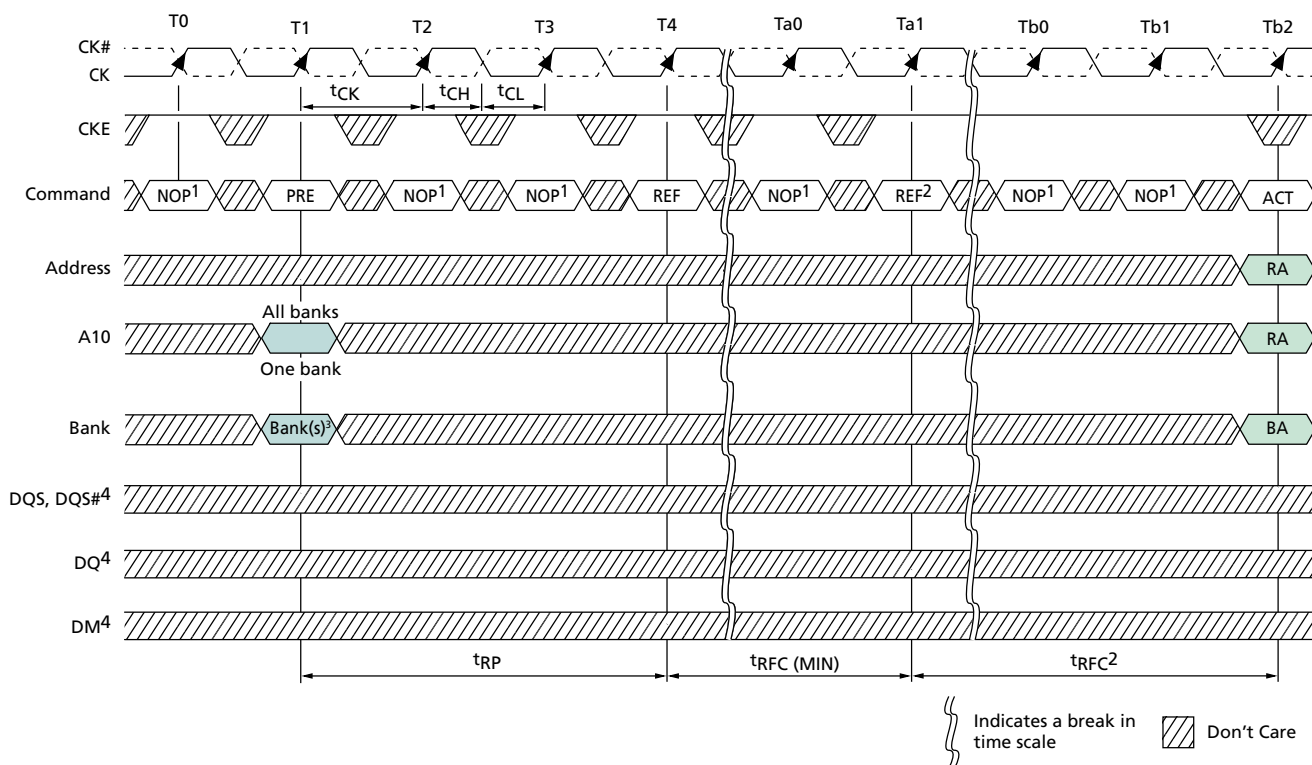 T0 T1 T2 T3 T4 Ta0 Ta1 Tb0 Tb1 Tb2
CK#
CK
tCK tCH tCL
CKE
Command NOP1 PRE NOP1 NOP1 REF NOP1 REF2 NOP1 NOP1 ACT
Address RA
All banks
A10 RA
One bank
Bank Bank(s)3 BA
DQS, DQS#4
DQ4
DM4
tRP tRFC (MIN) tRFC2
Indicates a break in
time scale
Don't Care